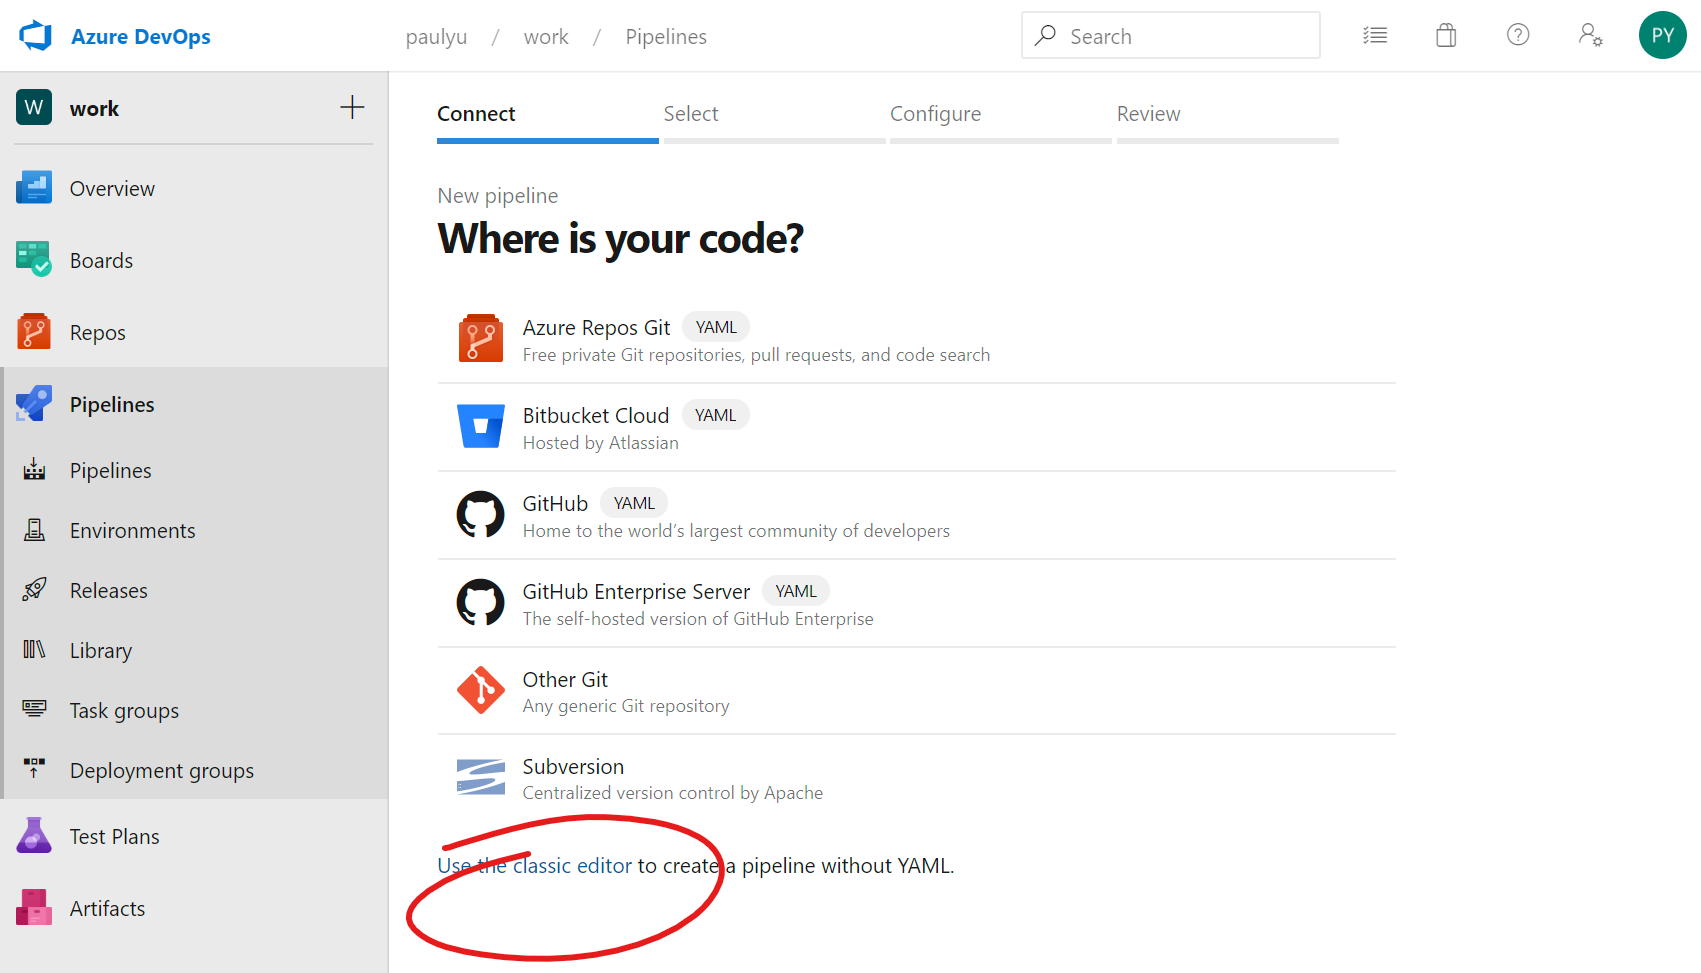 Azure DevOps
paulyu / work / Pipelines
Search
PY
W work
Overview
Boards
Repos
Pipelines
Pipelines
Environments
Releases
Library
Task groups
Deployment groups
Test Plans
Artifacts
Connect
Select
Configure
Review
New pipeline
Where is your code?
Azure Repos Git YAML
Free private Git repositories, pull requests, and code search
Bitbucket Cloud YAML
Hosted by Atlassian
GitHub YAML
Home to the world’s largest community of developers
GitHub Enterprise Server YAML
The self-hosted version of GitHub Enterprise
Other Git
Any generic Git repository
Subversion
Centralized version control by Apache
Use the classic editor to create a pipeline without YAML.